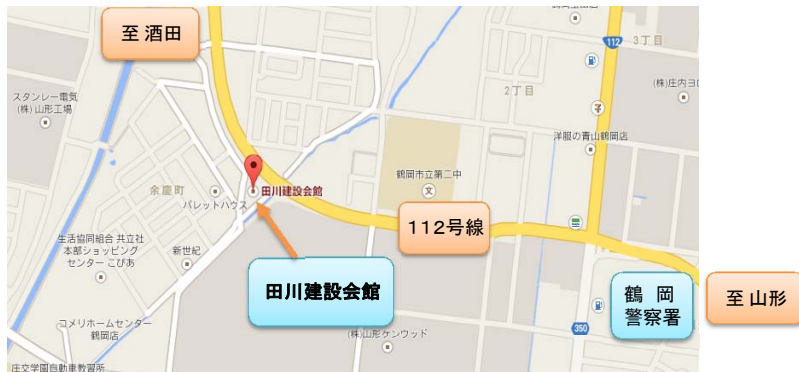 至 酒田
112
3丁目
(株)庄内ヨロ
スタンレー電気
(株)山形工場
2丁目
洋服の青山鶴岡店
鶴岡市立第二中
文
余慶町
田川建設会館
パレットハウス
112号線
生活協同組合 共立社
本部ショッピング
センター こぴあ
新世紀
田川建設会館
鶴 岡
警察署
至 山形
コメリホームセンター
鶴岡店
(株)山形ケンウッド
350
庄交学園自動車教習所